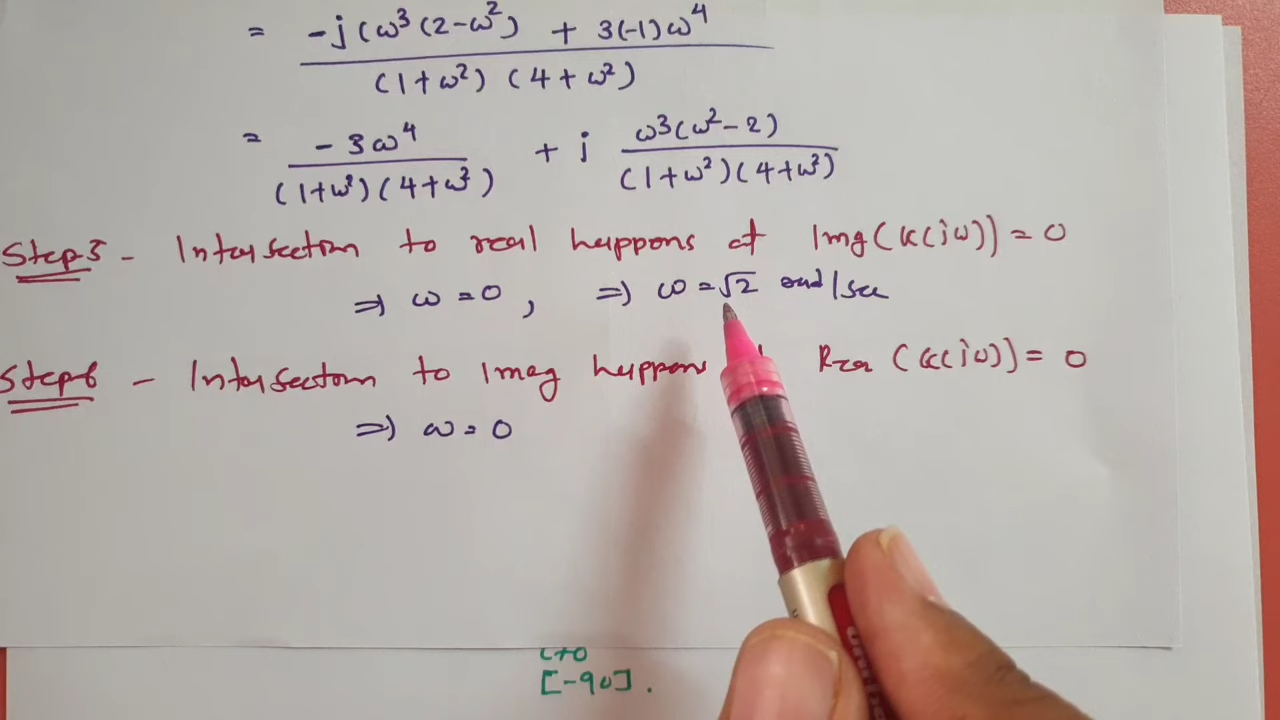 = -j(ω³(2-ω²) + 3(-1)ω⁴
(1+ω²) (4+ω²)
= -3ω⁴ / (1+ω²)(4+ω²) + j ω³(ω²-2) / (1+ω²)(4+ω²)
Step-5 - Intersection to real happens at Img(K(jω)) = 0
⇒ ω = 0, ⇒ ω = √2 rad/sec
Step-6 - Intersection to Imag happens (K(jω)) = 0
⇒ ω = 0
[-90].